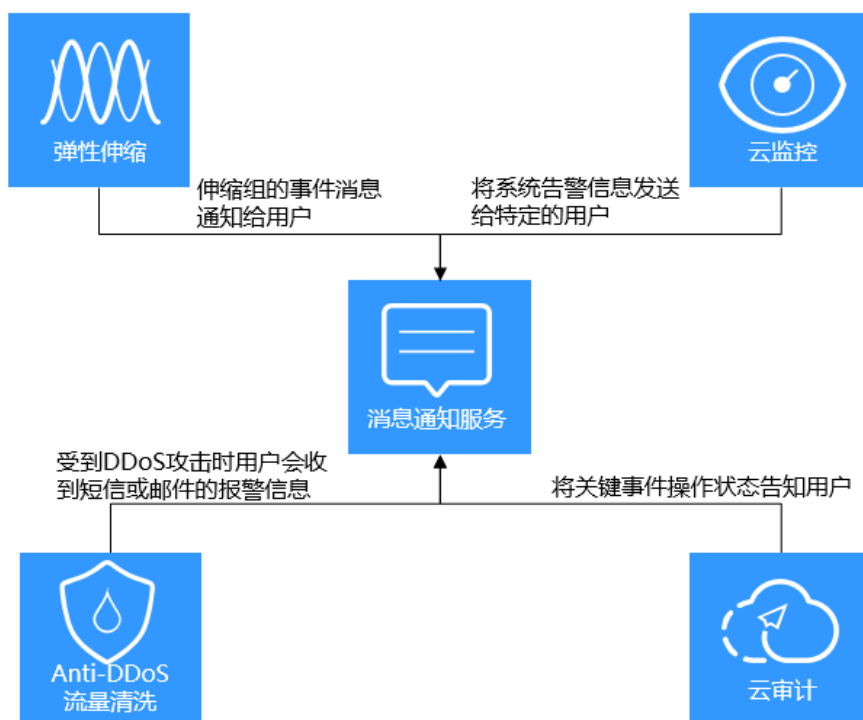 弹性伸缩
云监控
伸缩组的事件消息
通知给用户
将系统告警信息发送
给特定的用户
消息通知服务
受到DDoS攻击时用户会收
到短信或邮件的报警信息
将关键事件操作状态告知用户
Anti-DDoS
流量清洗
云审计